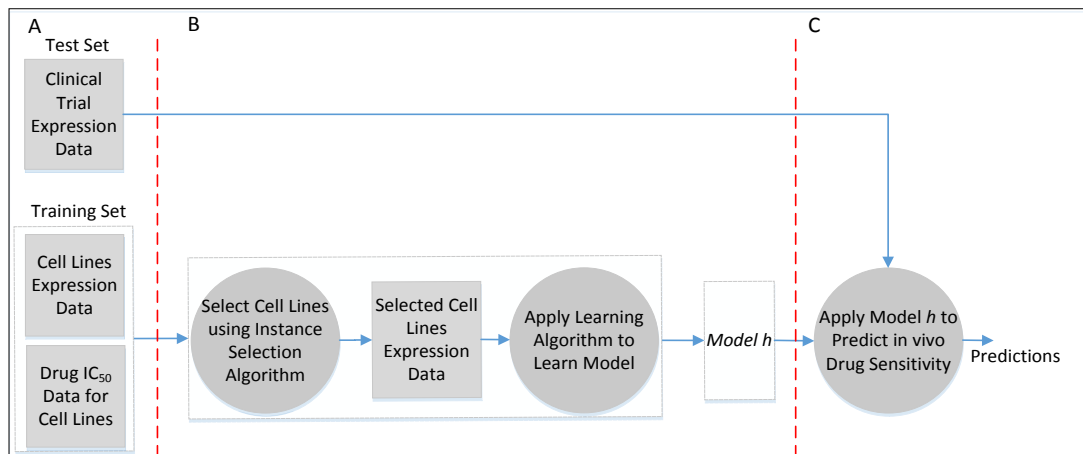 A
B
C
Test Set
Clinical
Trial
Expression
Data
Training Set
Cell Lines
Expression
Data
Drug IC50
Data for
Cell Lines
Select Cell Lines
using Instance
Selection
Algorithm
Selected Cell
Lines
Expression
Data
Apply Learning
Algorithm to
Learn Model
Model h
Apply Model h to
Predict in vivo
Drug Sensitivity
Predictions